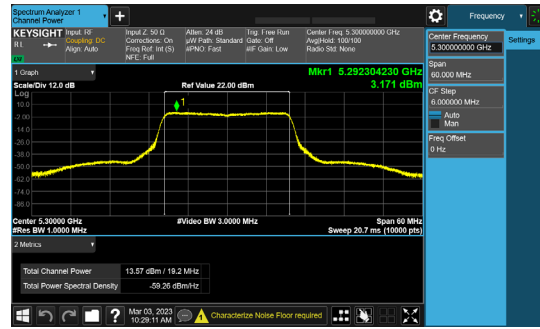 Spectrum Analyzer 1
Channel Power
+
Frequency
KEYSIGHT
Input: RF
Coupling: DC
Align: Auto
Input Z: 50 Ω
Corrections: On
Freq Ref: Int (S)
NFE: Full
Atten: 24 dB
µW Path: Standard
#PNO: Fast
Trig: Free Run
Gate: Off
#IF Gain: Low
Center Freq: 5.300000000 GHz
Avg|Hold: 100/100
Radio Std: None
RL
LW
1 Graph
Mkr1 5.292304230 GHz
Scale/Div 12.0 dB
Ref Value 22.00 dBm
3.171 dBm
Log
1
10.0
-2.00
-14.0
-26.0
-38.0
-50.0
-62.0
-74.0
-86.0
Center 5.30000 GHz
#Video BW 3.0000 MHz
Span 60 MHz
#Res BW 1.0000 MHz
Sweep 20.7 ms (10000 pts)
2 Metrics
Total Channel Power
13.57 dBm / 19.2 MHz
Total Power Spectral Density
-59.26 dBm/Hz
Mar 03, 2023
10:29:11 AM
Characterize Noise Floor required
?
Center Frequency
5.300000000 GHz
Settings
Span
60.000 MHz
CF Step
6.000000 MHz
Auto
Man
Freq Offset
0 Hz